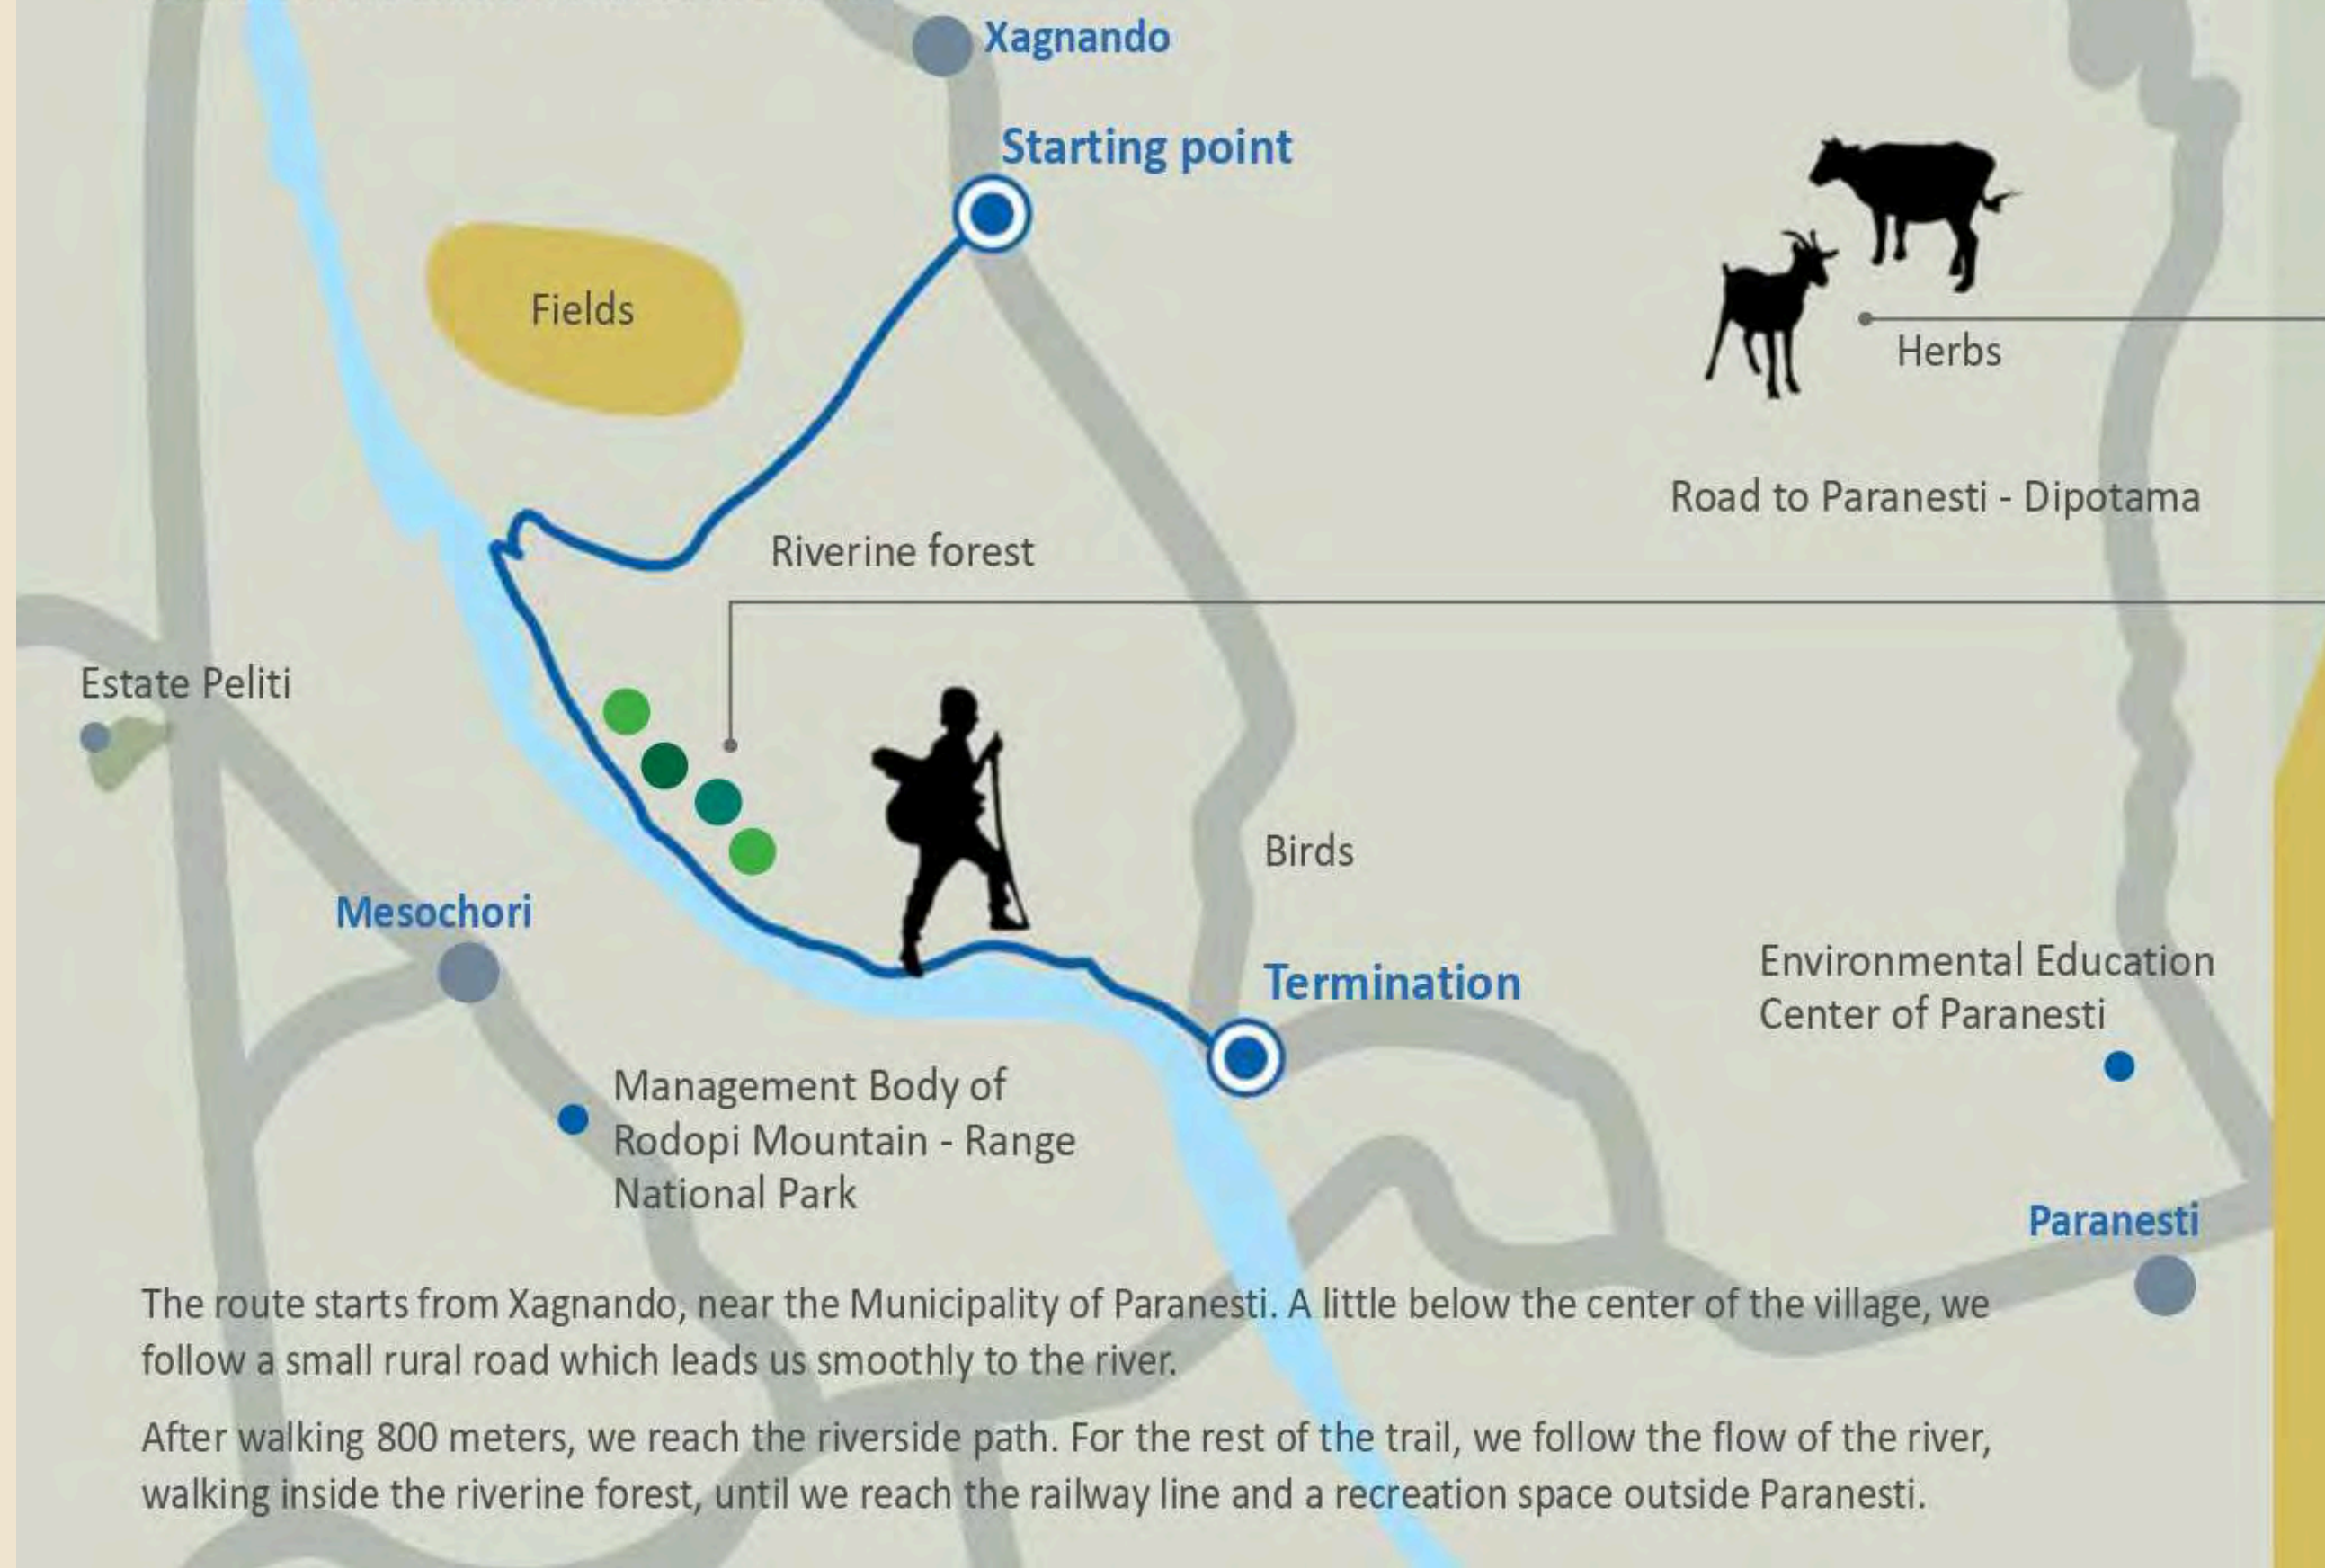 Xagnando
Starting point
Fields
Herbs
Road to Paranesti - Dipotama
Riverine forest
Estate Peliti
Birds
Mesochori
Termination
Environmental Education
Center of Paranesti
Management Body of
Rodopi Mountain - Range
National Park
Paranesti
The route starts from Xagnando, near the Municipality of Paranesti. A little below the center of the village, we
follow a small rural road which leads us smoothly to the river.
After walking 800 meters, we reach the riverside path. For the rest of the trail, we follow the flow of the river,
walking inside the riverine forest, until we reach the railway line and a recreation space outside Paranesti.